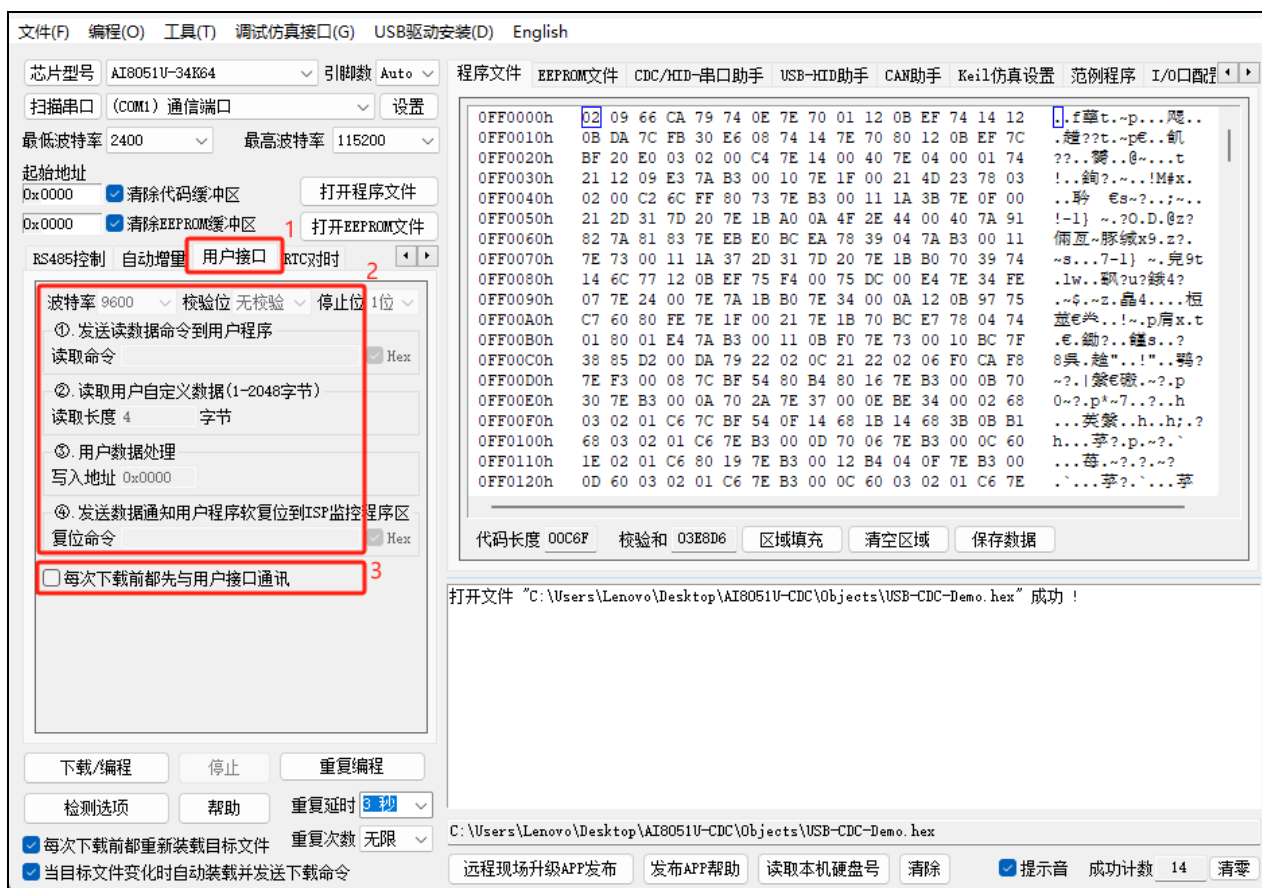 文件(F) 编程(O) 工具(T) 调试仿真接口(G) USB驱动安装(D) English
芯片型号 AI8051U-34K64 引脚数 Auto
扫描串口 (COM1) 通信端口 设置
最低波特率 2400 最高波特率 115200
起始地址
0x0000 清除代码缓冲区 打开程序文件
0x0000 清除EEPROM缓冲区 打开EEPROM文件
1
RS485控制 自动增量 用户接口 RTC对时
2
波特率 9600 校验位 无校验 停止位 1位
①.发送读数据命令到用户程序
读取命令 Hex
②.读取用户自定义数据(1-2048字节)
读取长度 4 字节
③.用户数据处理
写入地址 0x0000
④.发送数据通知用户程序软复位到ISP监控程序区
复位命令 Hex
每次下载前都先与用户接口通讯 3
下载/编程 停止 重复编程
检测选项 帮助 重复延时 3 秒
每次下载前都重新装载目标文件 重复次数 无限
当目标文件变化时自动装载并发送下载命令
程序文件 EEPROM文件 CDC/HID-串口助手 USB-HID助手 CAN助手 Keil仿真设置 范例程序 I/O口配
0FF0000h 02 09 66 CA 79 74 0E 7E 70 01 12 0B EF 74 14 12
0FF0010h 0B DA 7C FB 30 E6 08 74 14 7E 70 80 12 0B EF 7C
0FF0020h BF 20 E0 03 02 00 C4 7E 14 00 40 7E 04 00 01 74
0FF0030h 21 12 09 E3 7A B3 00 10 7E 1F 00 21 4D 23 78 03
0FF0040h 02 00 C2 6C FF 80 73 7E B3 00 11 1A 3B 7E 0F 00
0FF0050h 21 2D 31 7D 20 7E 1B A0 0A 4F 2E 44 00 40 7A 91
0FF0060h 82 7A 81 83 7E EB E0 BC EA 78 39 04 7A B3 00 11
0FF0070h 7E 73 00 11 1A 37 2D 31 7D 20 7E 1B B0 70 39 74
0FF0080h 14 6C 77 12 0B EF 75 F4 00 75 DC 00 E4 7E 34 FE
0FF0090h 07 7E 24 00 7E 7A 1B B0 7E 34 00 0A 12 0B 97 75
0FF00A0h C7 60 80 FE 7E 1F 00 21 7E 1B 70 BC E7 78 04 74
0FF00B0h 01 80 01 E4 7A B3 00 11 0B F0 7E 73 00 10 BC 7F
0FF00C0h 38 85 D2 00 DA 79 22 02 0C 21 22 02 06 F0 CA F8
0FF00D0h 7E F3 00 08 7C BF 54 80 B4 80 16 7E B3 00 0B 70
0FF00E0h 30 7E B3 00 0A 70 2A 7E 37 00 0E BE 34 00 02 68
0FF00F0h 03 02 01 C6 7C BF 54 0F 14 68 1B 14 68 3B 0B B1
0FF0100h 68 03 02 01 C6 7E B3 00 0D 70 06 7E B3 00 0C 60
0FF0110h 1E 02 01 C6 80 19 7E B3 00 12 B4 04 0F 7E B3 00
0FF0120h 0D 60 03 02 01 C6 7E B3 00 0C 60 03 02 01 C6 7E
代码长度 00C6F 校验和 03E8D6 区域填充 清空区域 保存数据
打开文件 "C:\Users\Lenovo\Desktop\AI8051U-CDC\Objects\USB-CDC-Demo.hex" 成功 !
C:\Users\Lenovo\Desktop\AI8051U-CDC\Objects\USB-CDC-Demo.hex
远程现场升级APP发布 发布APP帮助 读取本机硬盘号 清除 提示音 成功计数 14 清零